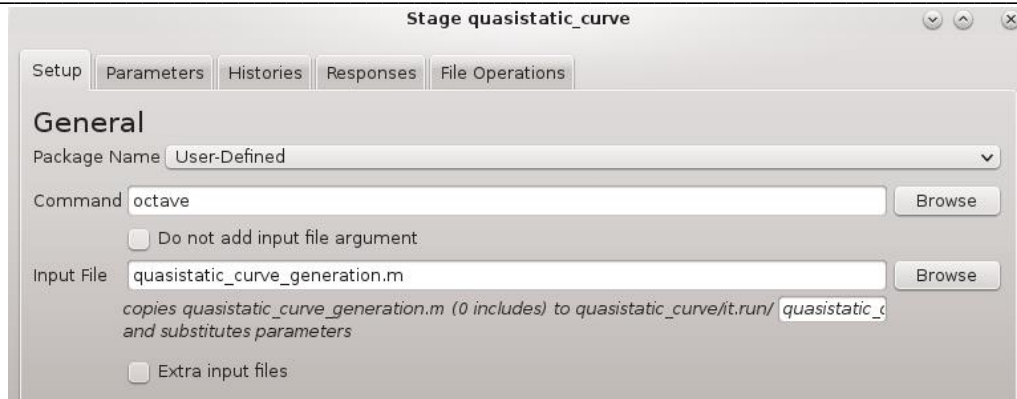 Stage quasistatic_curve
Setup Parameters Histories Responses File Operations
General
Package Name User-Defined
Command octave Browse
Do not add input file argument
Input File quasistatic_curve_generation.m Browse
copies quasistatic_curve_generation.m (0 includes) to quasistatic_curve/it.run/ quasistatic_
and substitutes parameters
Extra input files